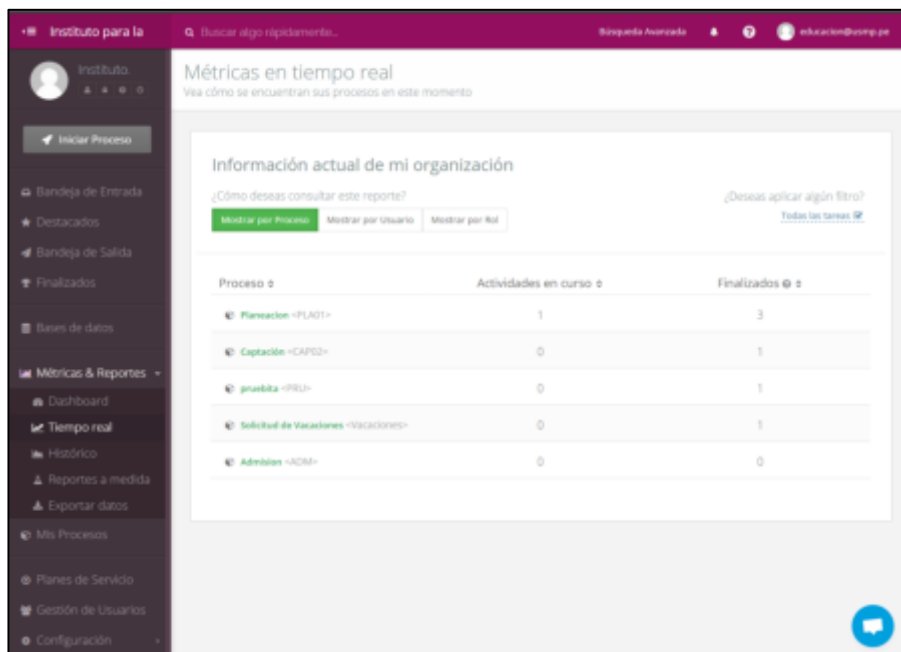 Instituto para la
Buscar algo rápidamente...
Búsqueda Avanzada
educacion@usmp.pe
Instituto.
Iniciar Proceso
Bandeja de Entrada
Destacados
Bandeja de Salida
Finalizados
Bases de datos
Métricas & Reportes
Dashboard
Tiempo real
Histórico
Reportes a medida
Exportar datos
Mis Procesos
Planes de Servicio
Gestión de Usuarios
Configuración
Métricas en tiempo real
Vea cómo se encuentran sus procesos en este momento
Información actual de mi organización
¿Cómo deseas consultar este reporte?
¿Deseas aplicar algún filtro?
Mostrar por Proceso Mostrar por Usuario Mostrar por Rol
Todas las tareas
Proceso Actividades en curso Finalizados
Planeacion <PLA01> 1 3
Captación <CAP02> 0 1
pruebita <PRU> 0 1
Solicitud de Vacaciones <Vacaciones> 0 1
Admision <ADM> 0 0